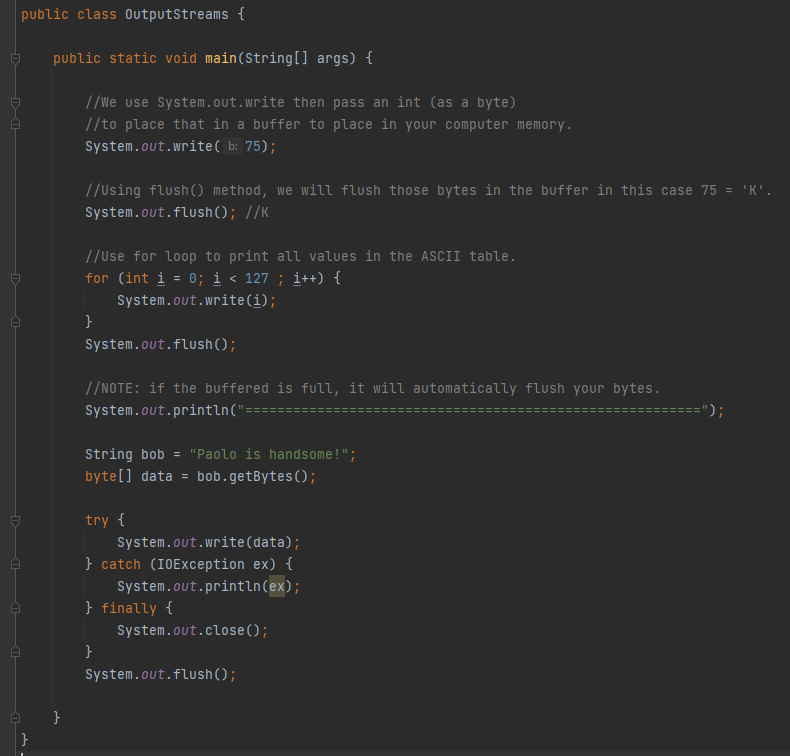 public class OutputStreams {
public static void main(String[] args) {
//We use System.out.write then pass an int (as a byte)
//to place that in a buffer to place in your computer memory.
System.out.write( b: 75);
//Using flush() method, we will flush those bytes in the buffer in this case 75 = 'K'.
System.out.flush(); //K
//Use for loop to print all values in the ASCII table.
for (int i = 0; i < 127 ; i++) {
System.out.write(i);
}
System.out.flush();
//NOTE: if the buffered is full, it will automatically flush your bytes.
System.out.println("=========================================================");
String bob = "Paolo is handsome!";
byte[] data = bob.getBytes();
try {
System.out.write(data);
} catch (IOException ex) {
System.out.println(ex);
} finally {
System.out.close();
}
System.out.flush();
}
}